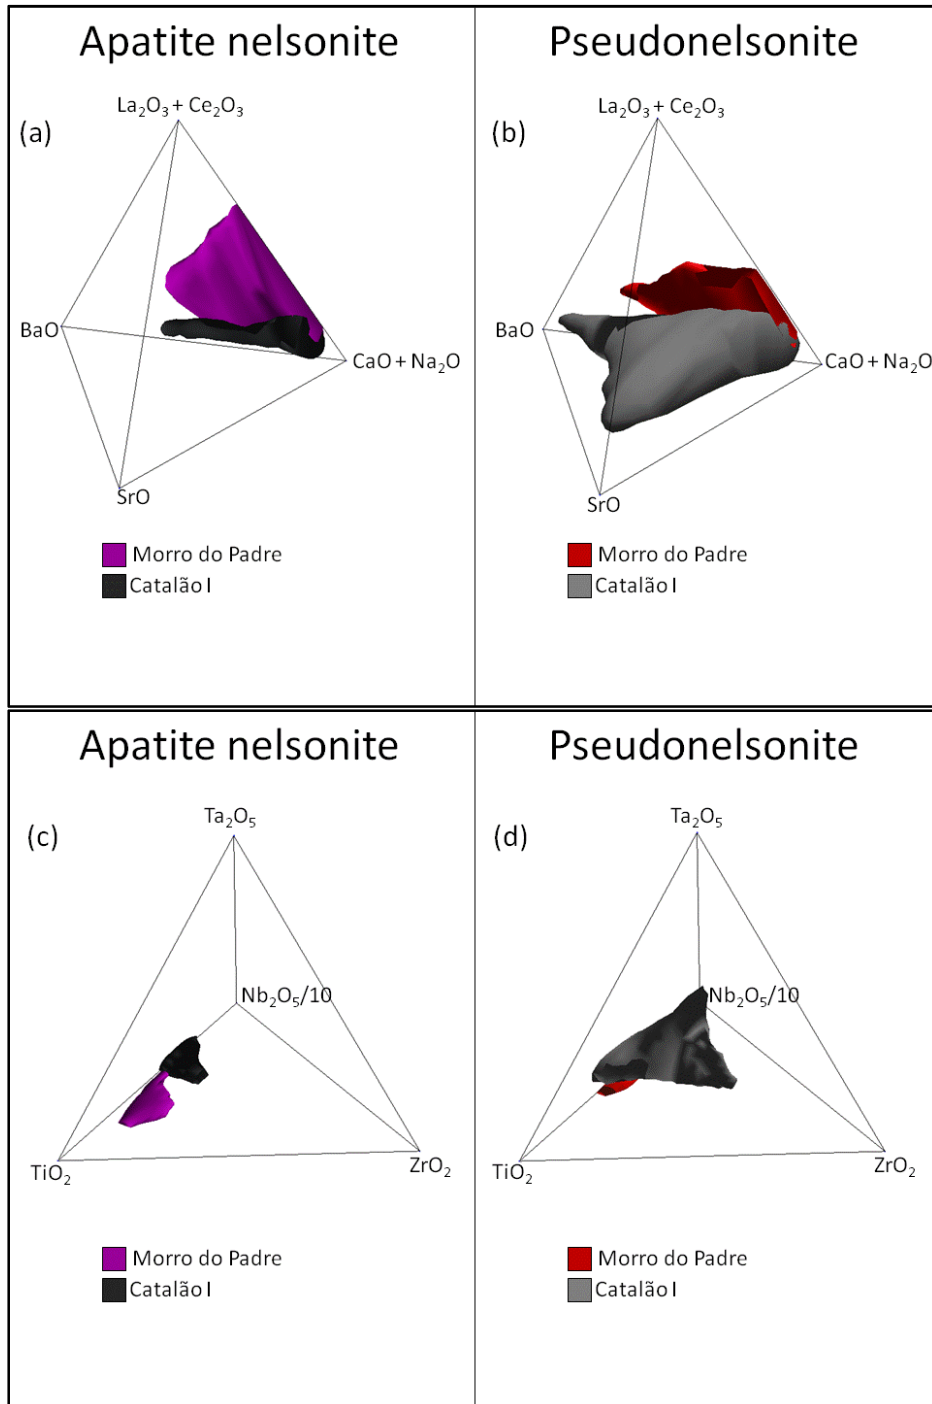 Apatite nelsonite
Pseudonelsonite
(a)
La₂O₃ + Ce₂O₃
BaO
CaO + Na₂O
SrO
Morro do Padre
Catalão I
(b)
La₂O₃ + Ce₂O₃
BaO
CaO + Na₂O
SrO
Morro do Padre
Catalão I
Apatite nelsonite
Pseudonelsonite
(c)
Ta₂O₅
Nb₂O₅/10
TiO₂
ZrO₂
Morro do Padre
Catalão I
(d)
Ta₂O₅
Nb₂O₅/10
TiO₂
ZrO₂
Morro do Padre
Catalão I